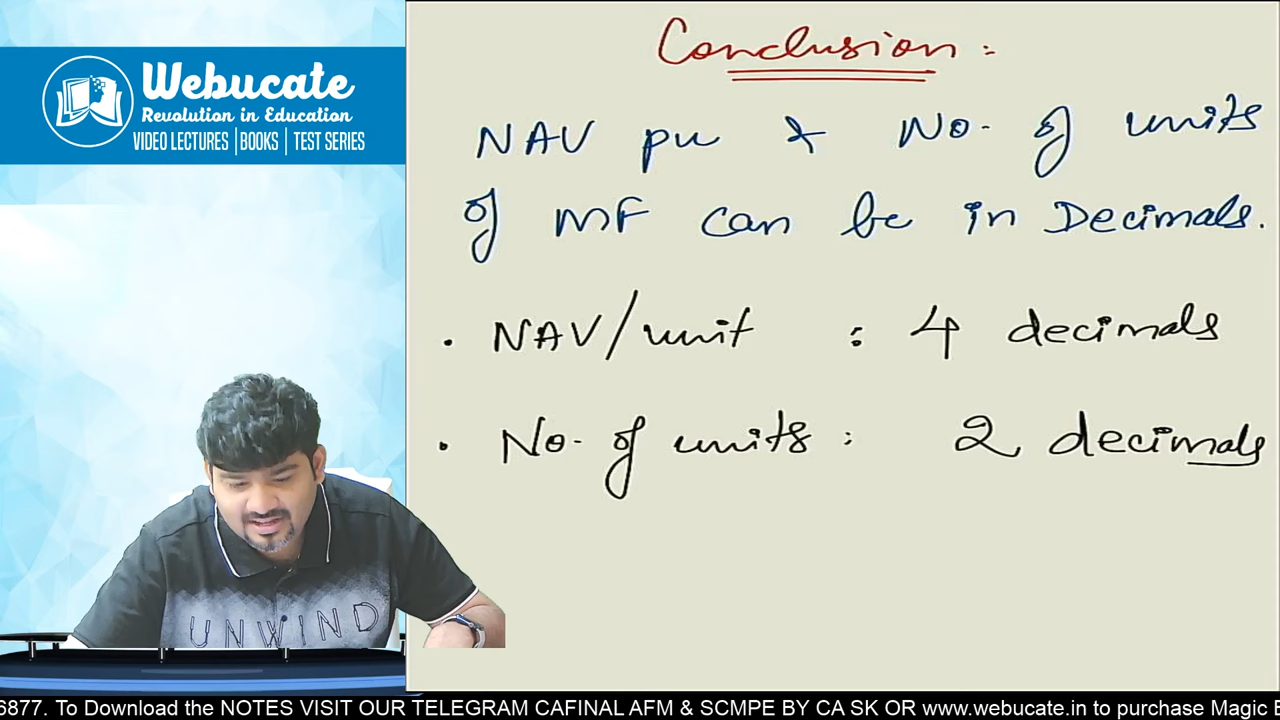 Webucate
Revolution in Education
VIDEO LECTURES | BOOKS | TEST SERIES
Conclusion :
NAV pu & No. of units
of MF can be in Decimals.
. NAV/unit : 4 decimals
. No. of units : 2 decimals
UNWIND
6877. To Download the NOTES VISIT OUR TELEGRAM CAFINAL AFM & SCMPE BY CA SK OR www.webucate.in to purchase Magic